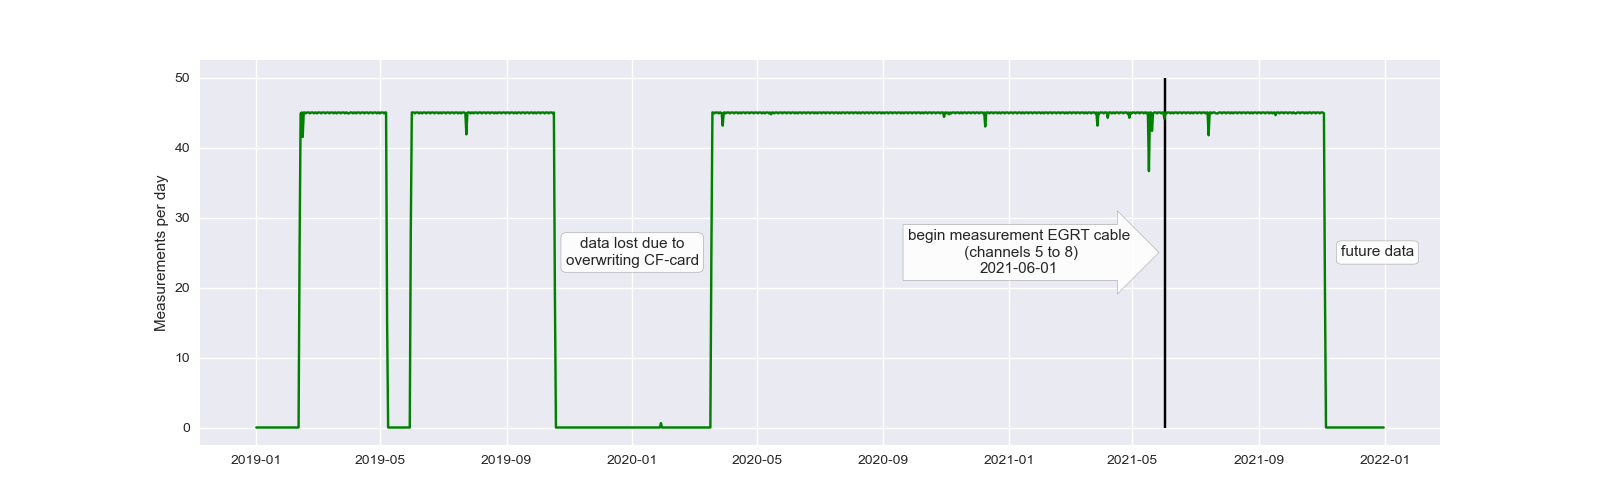 50
40
30
20
10
0
Measurements per day
data lost due to
overwriting CF-card
begin measurement EGRT cable
(channels 5 to 8)
2021-06-01
future data
2019-01
2019-05
2019-09
2020-01
2020-05
2020-09
2021-01
2021-05
2021-09
2022-01